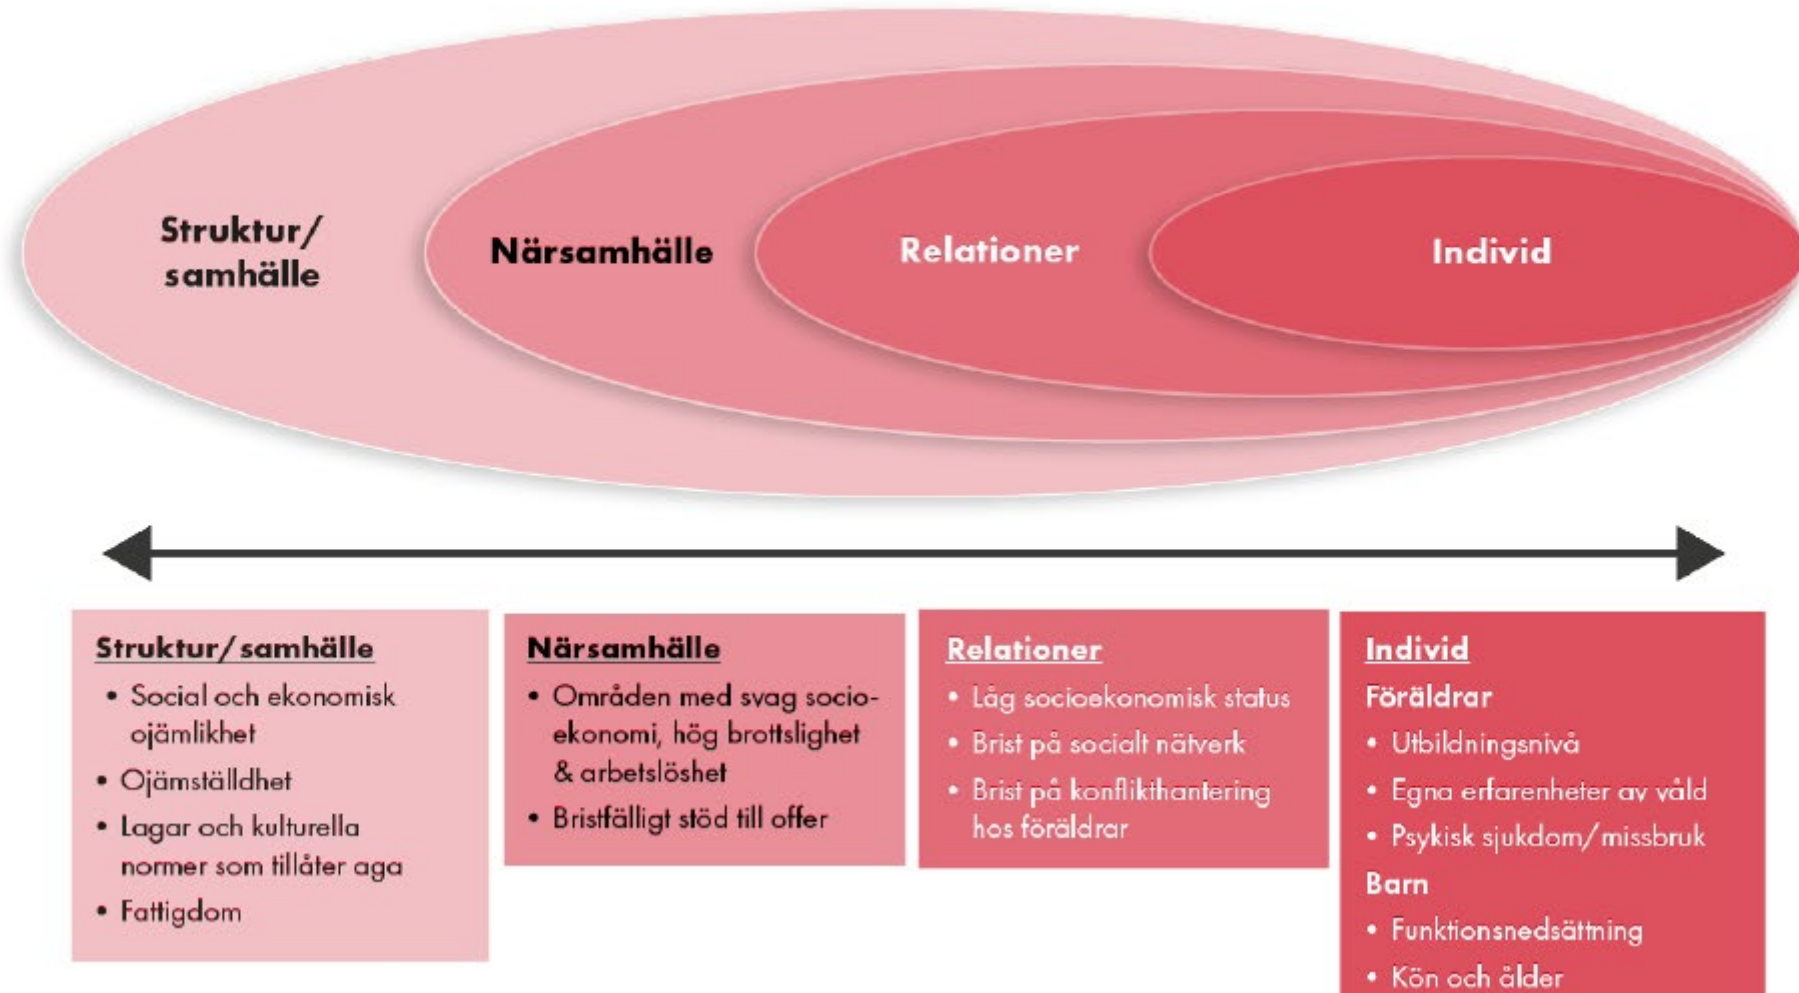 Struktur/
samhälle
Närsamhälle
Relationer
Individ
Struktur/samhälle
• Social och ekonomisk
ojämlikhet
• Ojämställdhet
• Lagar och kulturella
normer som tillåter aga
• Fattigdom
Närsamhälle
• Områden med svag socio-
ekonomi, hög brottslighet
& arbetslöshet
• Bristfälligt stöd till offer
Relationer
• Låg socioekonomisk status
• Brist på socialt nätverk
• Brist på konflikthantering
hos föräldrar
Individ
Föräldrar
• Utbildningsnivå
• Egna erfarenheter av våld
• Psykisk sjukdom/missbruk
Barn
• Funktionsnedsättning
• Kön och ålder